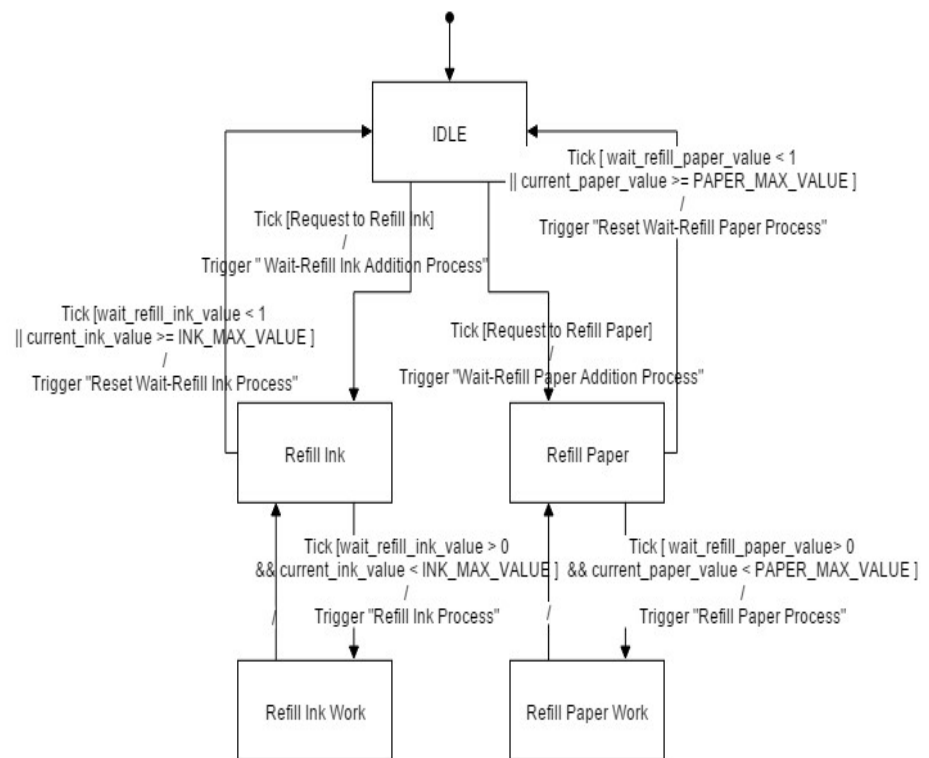 IDLE
Tick [ wait_refill_paper_value < 1
|| current_paper_value >= PAPER_MAX_VALUE ]
/
Trigger "Reset Wait-Refill Paper Process"
Tick [Request to Refill Ink]
/
Trigger " Wait-Refill Ink Addition Process"
Tick [wait_refill_ink_value < 1
|| current_ink_value >= INK_MAX_VALUE ]
/
Trigger "Reset Wait-Refill Ink Process"
Tick [Request to Refill Paper]
/
Trigger "Wait-Refill Paper Addition Process"
Refill Ink
Refill Paper
Tick [wait_refill_ink_value > 0
&& current_ink_value < INK_MAX_VALUE ]
/
Trigger "Refill Ink Process"
Tick [ wait_refill_paper_value> 0
&& current_paper_value < PAPER_MAX_VALUE ]
/
Trigger "Refill Paper Process"
/
/
Refill Ink Work
Refill Paper Work